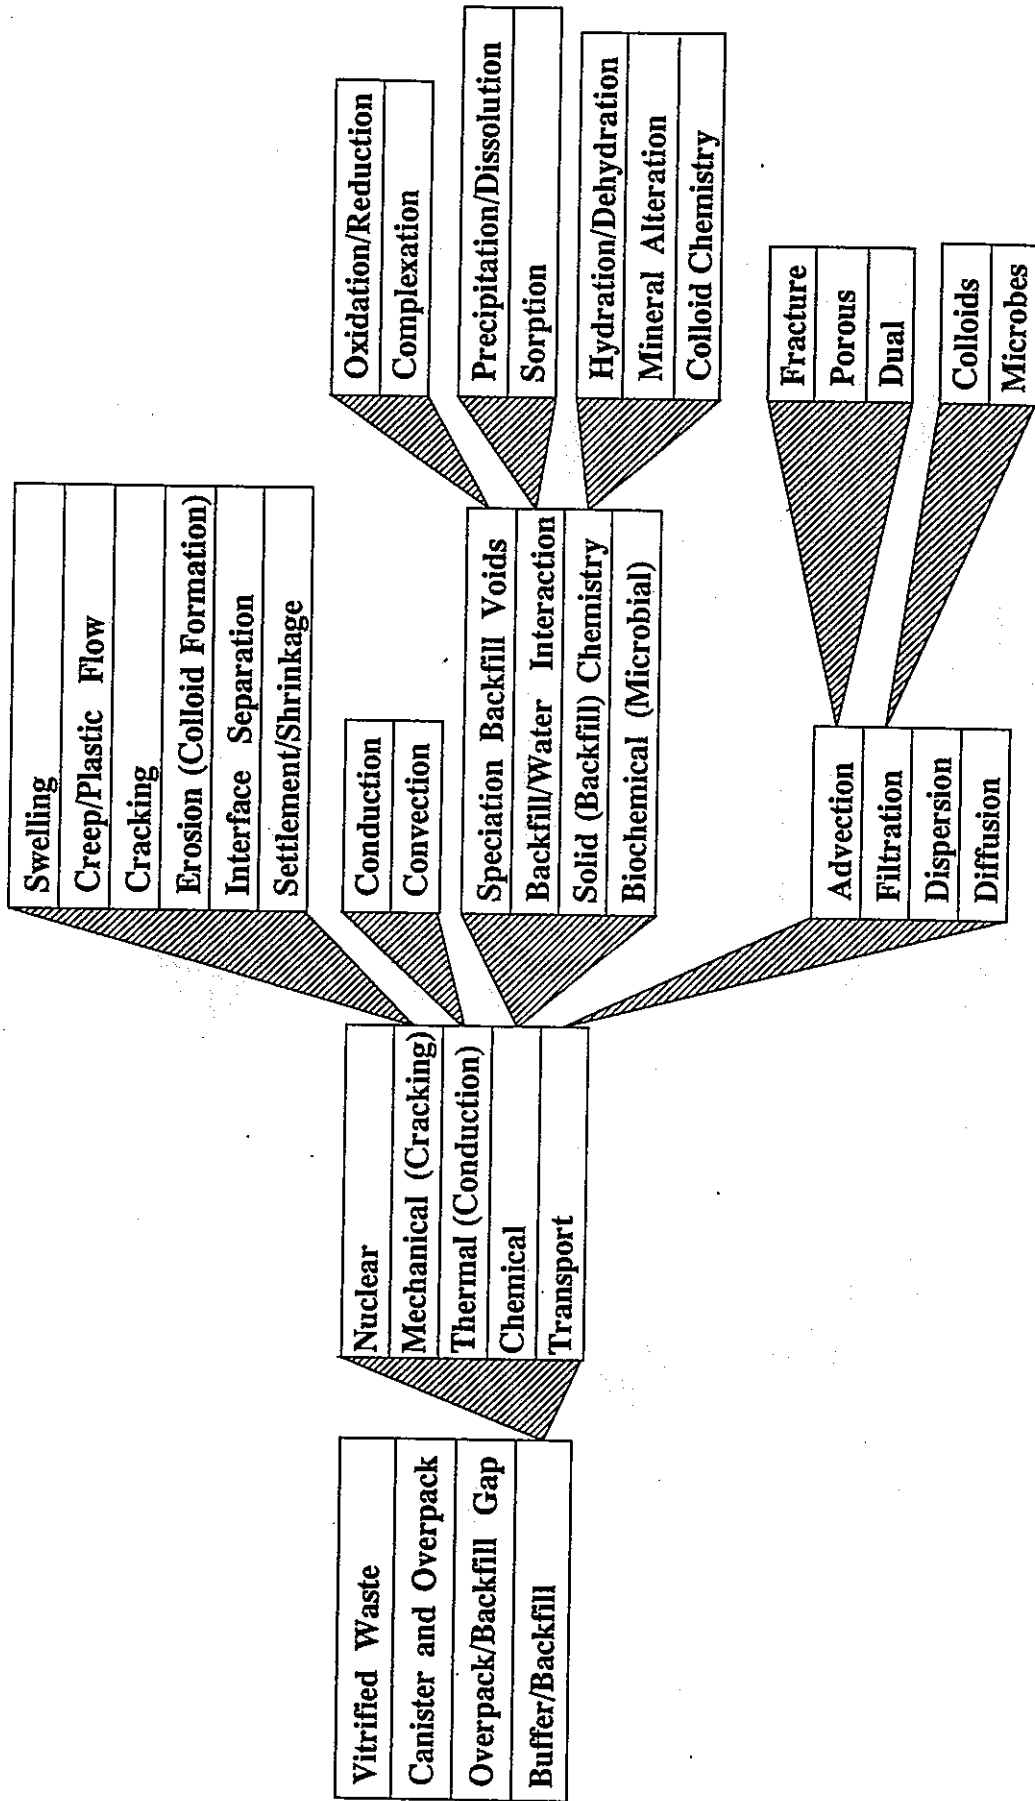 Vitrified Waste
Canister and Overpack
Overpack/Backfill Gap
Buffer/Backfill
Nuclear
Mechanical (Cracking)
Thermal (Conduction)
Chemical
Transport
Swelling
Creep/Plastic Flow
Cracking
Erosion (Colloid Formation)
Interface Separation
Settlement/Shrinkage
Conduction
Convection
Speciation Backfill Voids
Backfill/Water Interaction
Solid (Backfill) Chemistry
Biochemical (Microbial)
Advection
Filtration
Dispersion
Diffusion
Oxidation/Reduction
Complexation
Precipitation/Dissolution
Sorption
Hydration/Dehydration
Mineral Alteration
Colloid Chemistry
Fracture
Porous
Dual
Colloids
Microbes